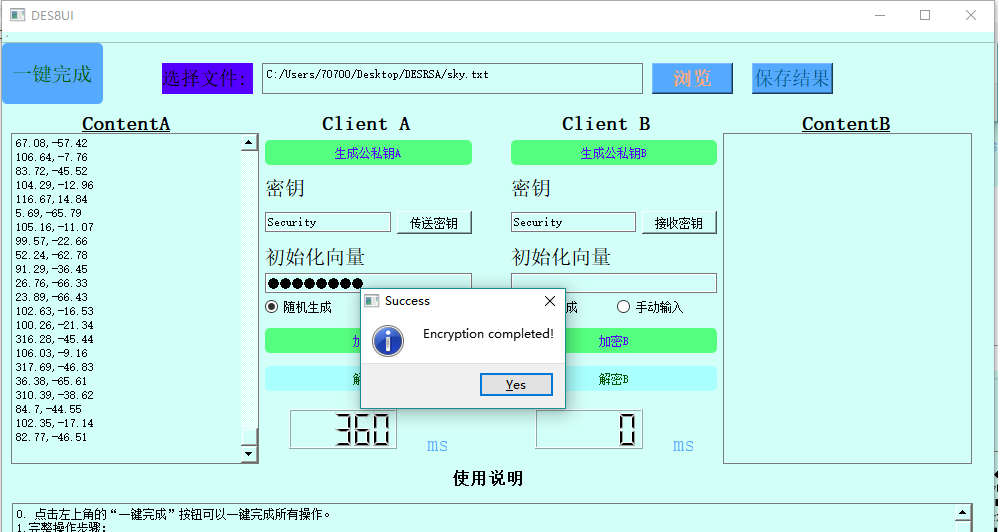 DES8UI
一键完成
选择文件:
C:/Users/70700/Desktop/DESRSA/sky.txt
浏览
保存结果
ContentA
Client A
Client B
ContentB
67.08,-57.42
106.64,-7.76
83.72,-45.52
104.29,-12.96
116.67,14.84
5.69,-65.79
105.16,-11.07
99.57,-22.66
52.24,-62.78
91.29,-36.45
26.76,-66.33
23.89,-66.43
102.63,-16.53
100.26,-21.34
316.28,-45.44
106.03,-9.16
317.69,-46.83
36.38,-65.61
310.39,-38.62
84.7,-44.55
102.35,-17.14
82.77,-46.51
生成公私钥A
生成公私钥B
密钥
密钥
Security
传送密钥
Security
接收密钥
初始化向量
初始化向量
●●●●●●●●
随机生成
成
手动输入
Success
Encryption completed!
Yes
加密B
解密B
360
ms
0
ms
使用说明
0. 点击左上角的“一键完成”按钮可以一键完成所有操作。
1.完整操作步骤: